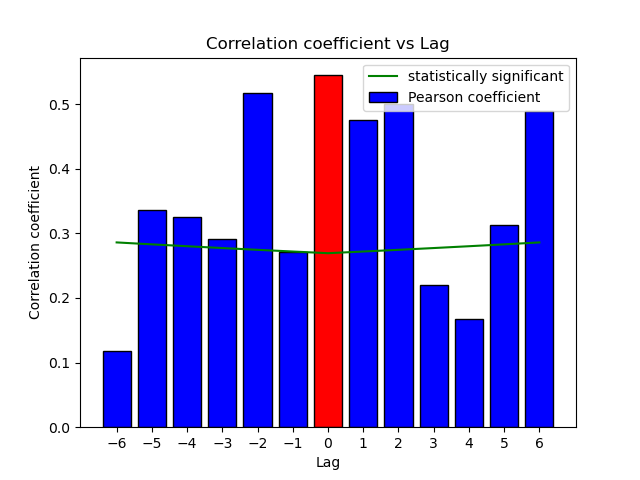 Correlation coefficient vs Lag
statistically significant
Pearson coefficient
Correlation coefficient
0.5
0.4
0.3
0.2
0.1
0.0
−6 −5 −4 −3 −2 −1 0 1 2 3 4 5 6
Lag